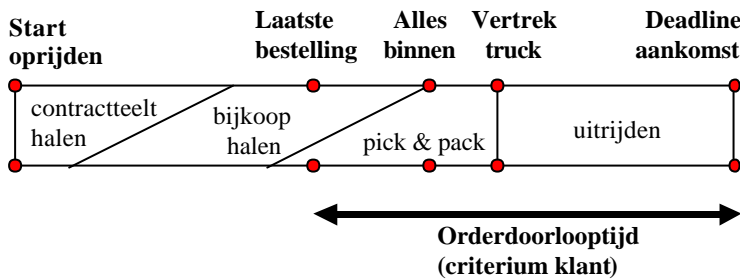 Start
oprijden
Laatste
bestelling
Alles
binnen
Vertrek
truck
Deadline
aankomst
contractteelt
halen
bijkoop
halen
pick & pack
uitrijden
Orderdoorlooptijd
(criterium klant)